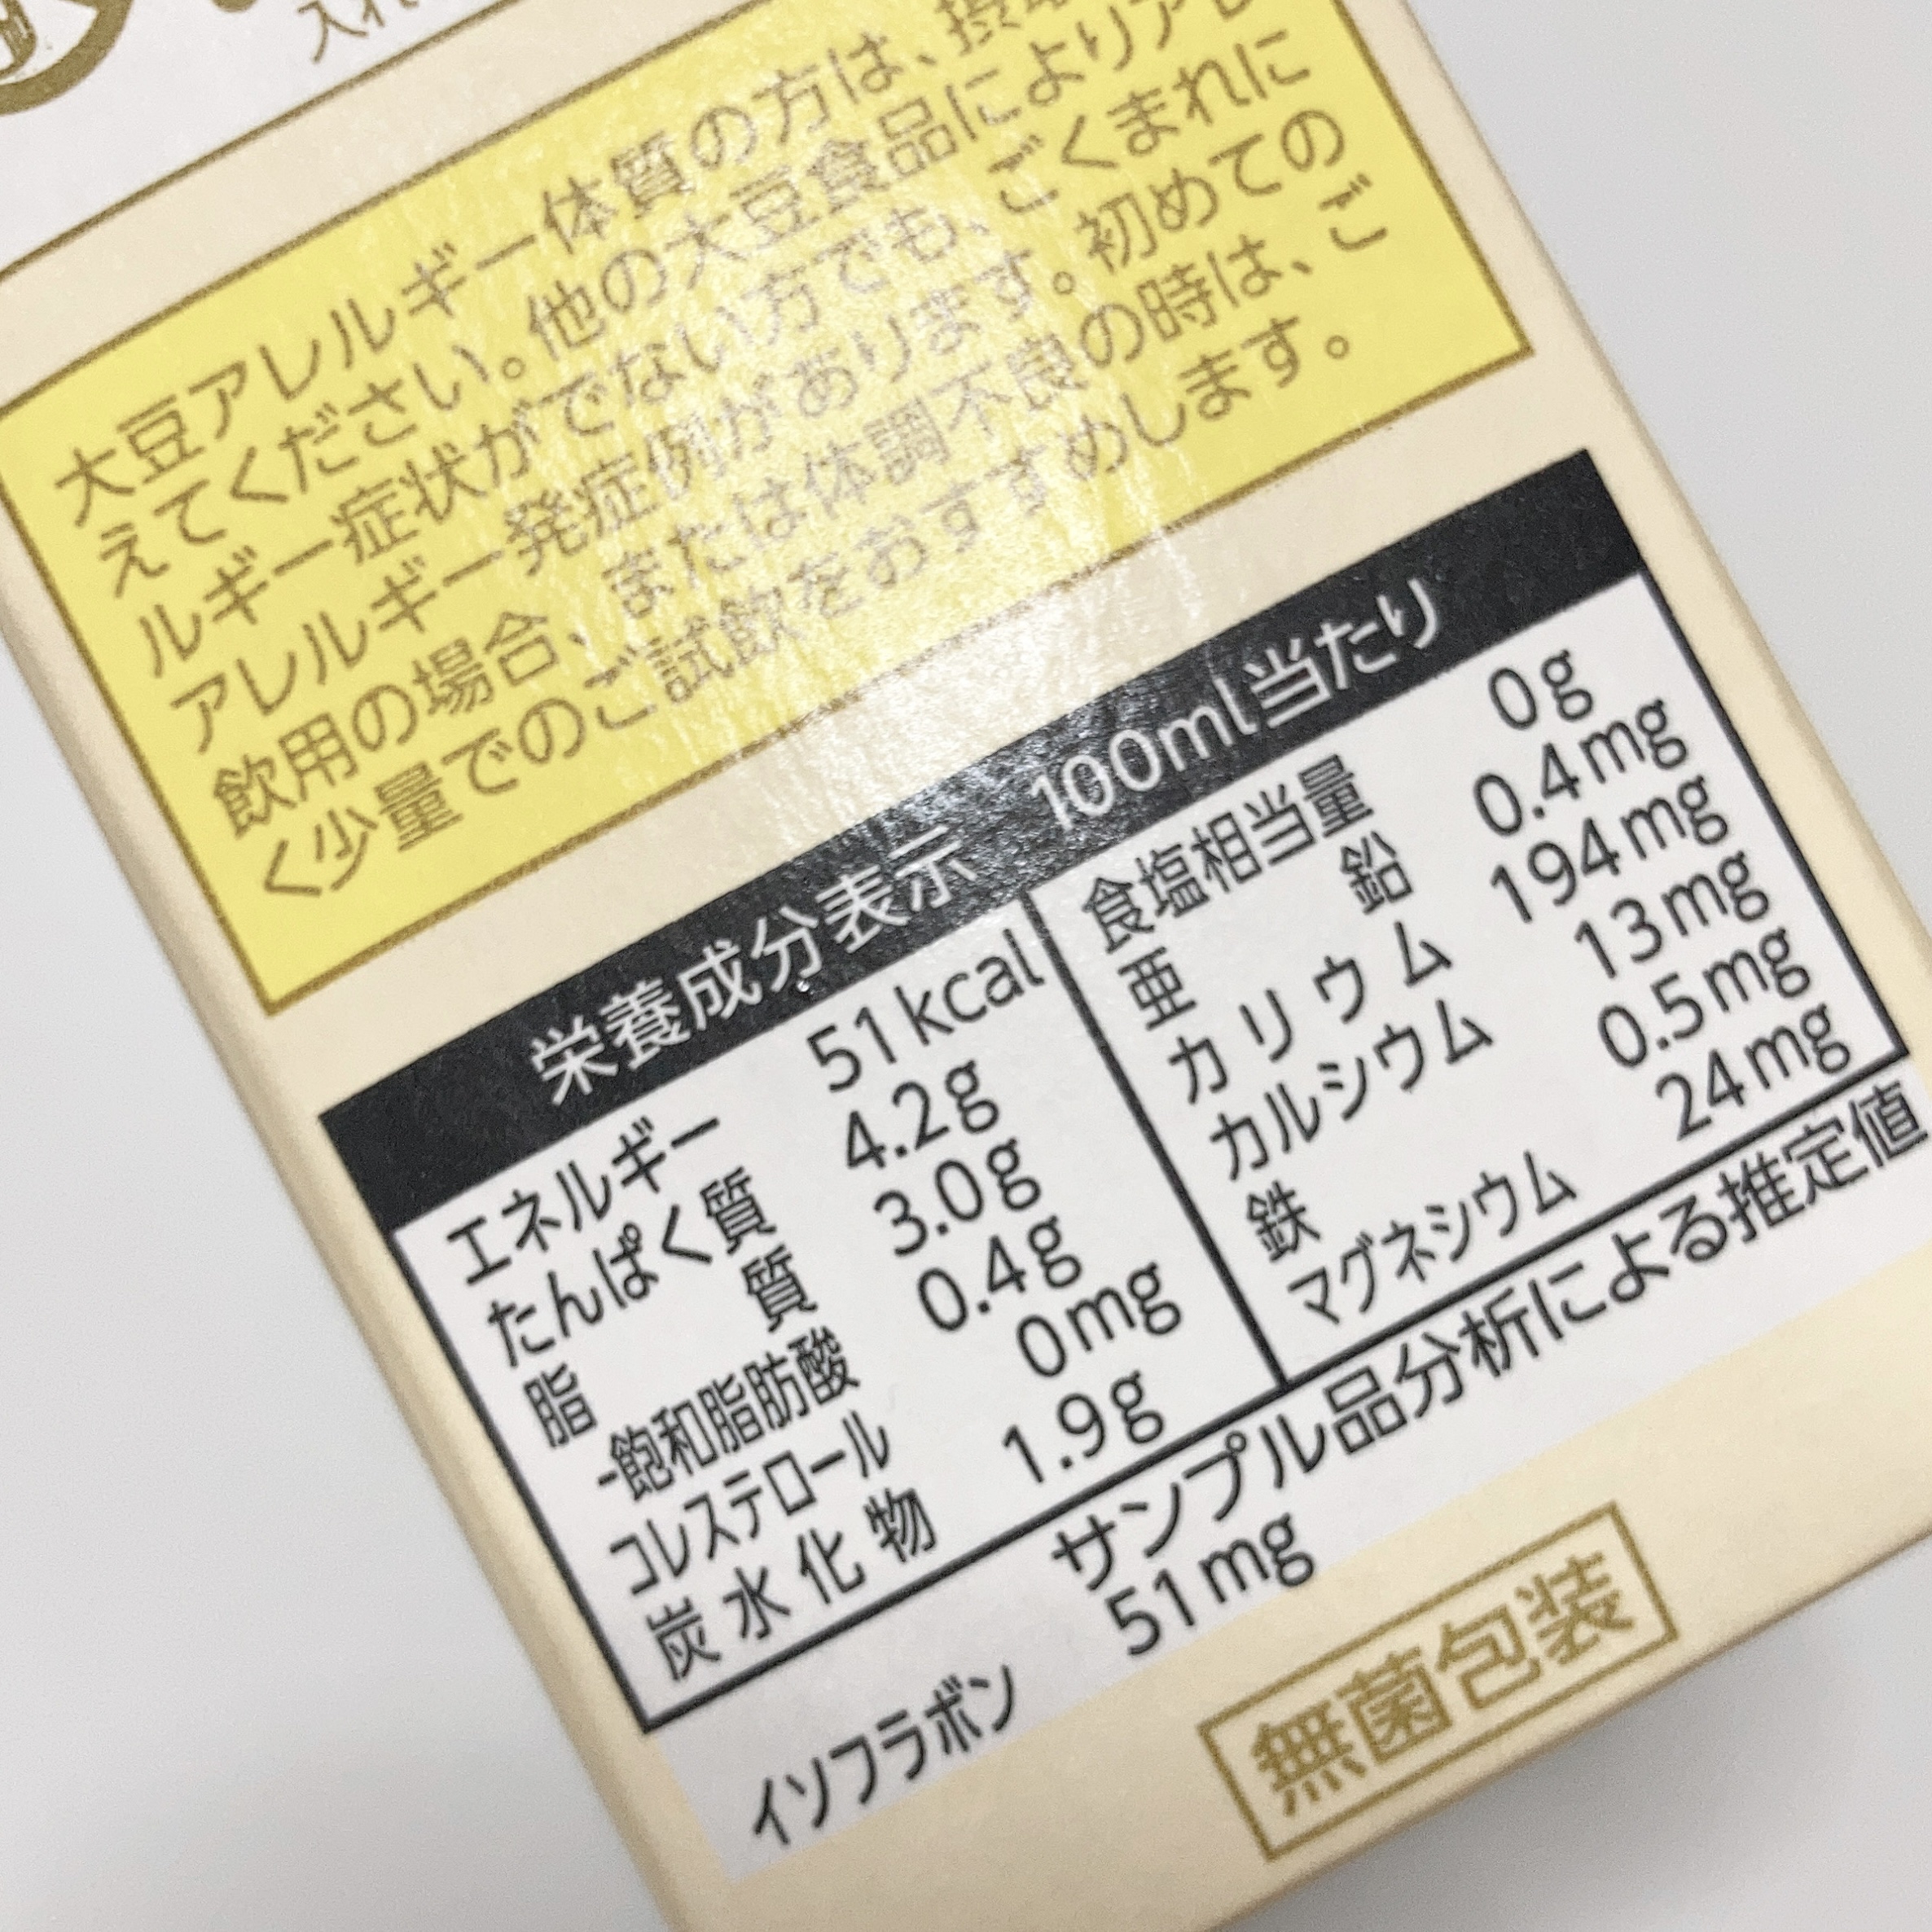 入れ
大豆アレルギー体質の方は、摂
えてください。他の大豆食品によりアレ
ルギー症状がでない方でも、ごくまれに
アレルギー発症例があります。初めての
飲用の場合、または体調不良の時は、ご
く少量でのご試飲をおすすめします。
栄養成分表示 100ml当たり
エネルギー 51kcal
たんぱく質 4.2g
脂質 3.0g
-飽和脂肪酸 0.4g
コレステロール 0mg
炭水化物 1.9g
食塩相当量 0g
亜鉛 0.4mg
カリウム 194mg
カルシウム 13mg
鉄 0.5mg
マグネシウム 24mg
サンプル品分析による推定値
イソフラボン 51mg
無菌包装